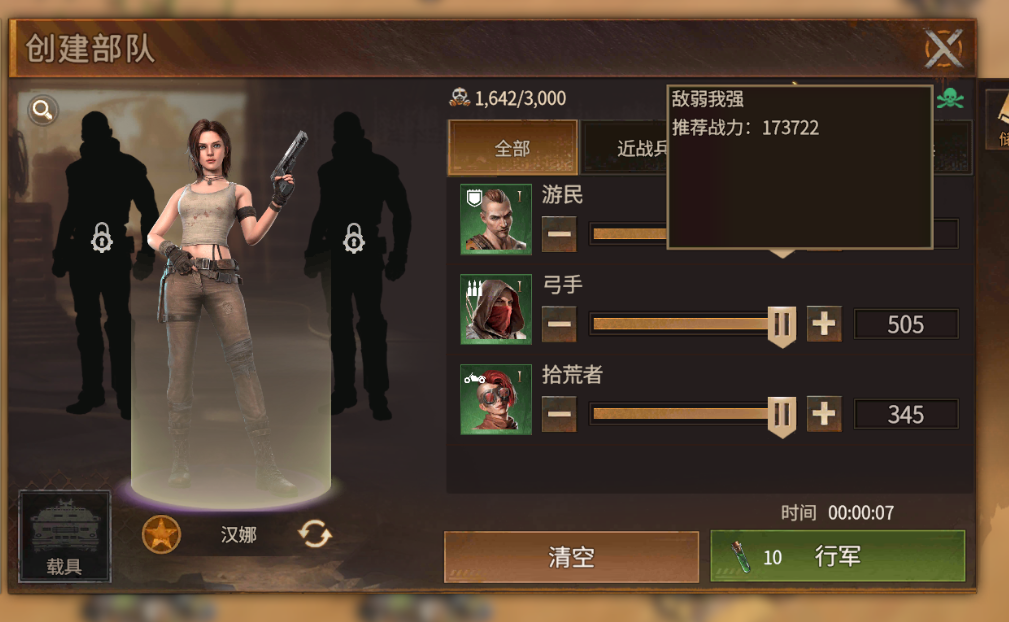 创建部队
1,642/3,000
敌弱我强
推荐战力：173722
全部
近战兵
游民
弓手
505
拾荒者
345
时间 00:00:07
载具
汉娜
清空
10 行军